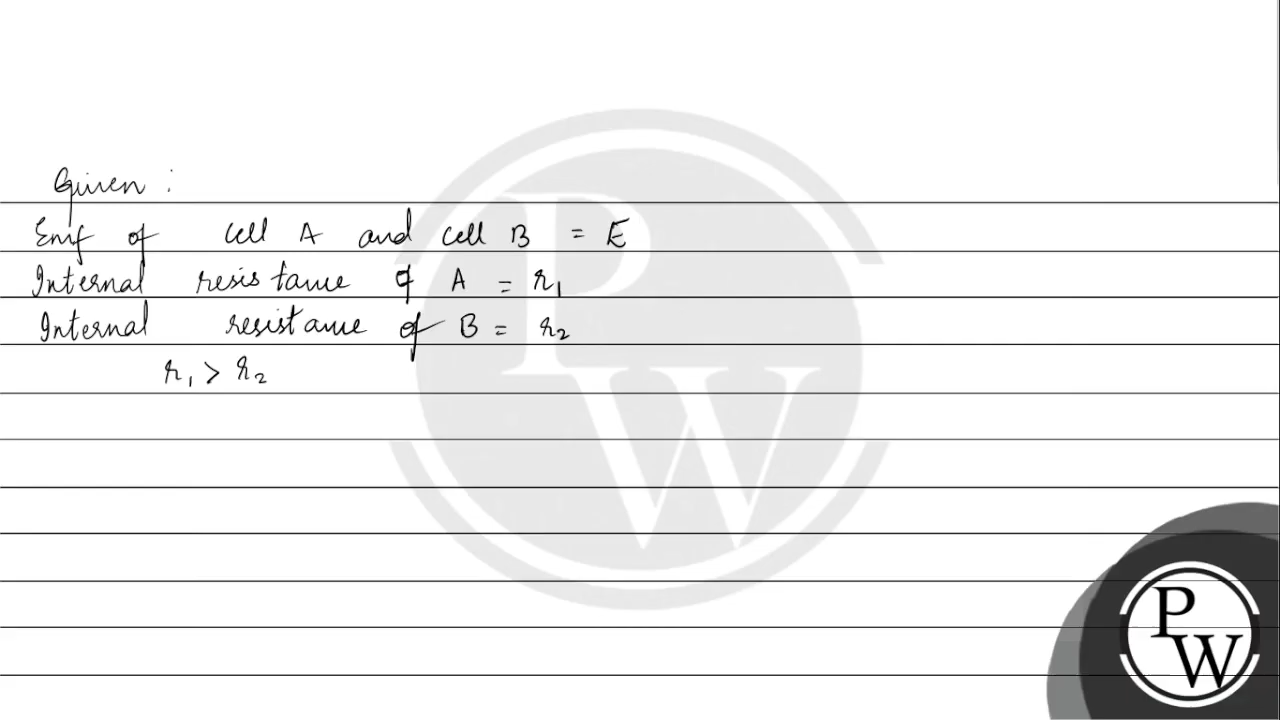 Given :
Emf of cell A and cell B = E
Internal resistance of A = r₁
Internal resistance of B = r₂
r₁ > r₂
P
W
P
W